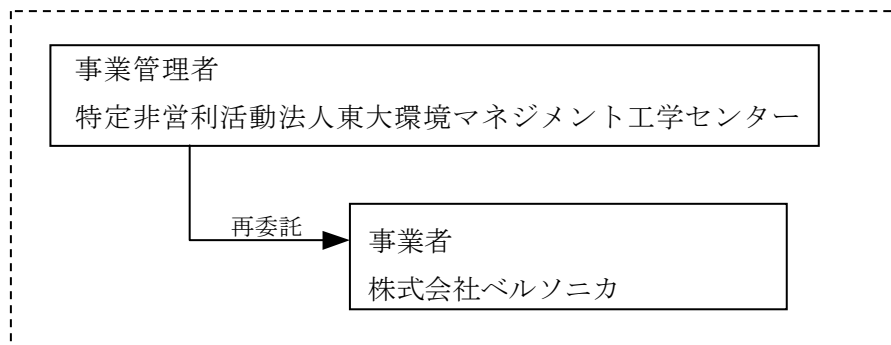 事業管理者
特定非営利活動法人東大環境マネジメント工学センター
再委託
事業者
株式会社ベルソニカ